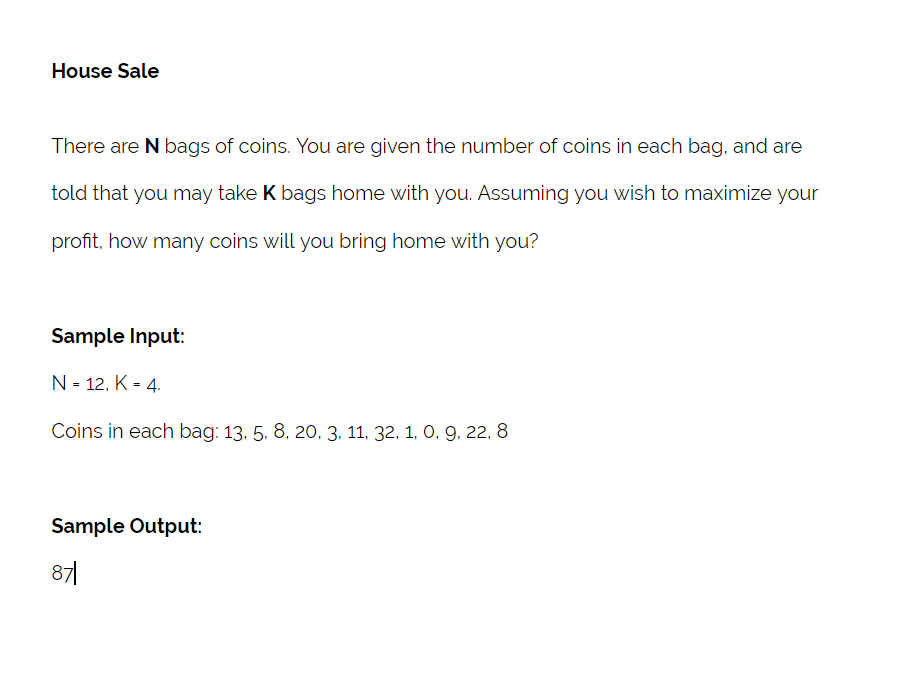 House Sale
There are N bags of coins. You are given the number of coins in each bag, and are
told that you may take K bags home with you. Assuming you wish to maximize your
profit, how many coins will you bring home with you?
Sample Input:
N = 12, K = 4.
Coins in each bag: 13, 5, 8, 20, 3, 11, 32, 1, 0, 9, 22, 8
Sample Output:
87